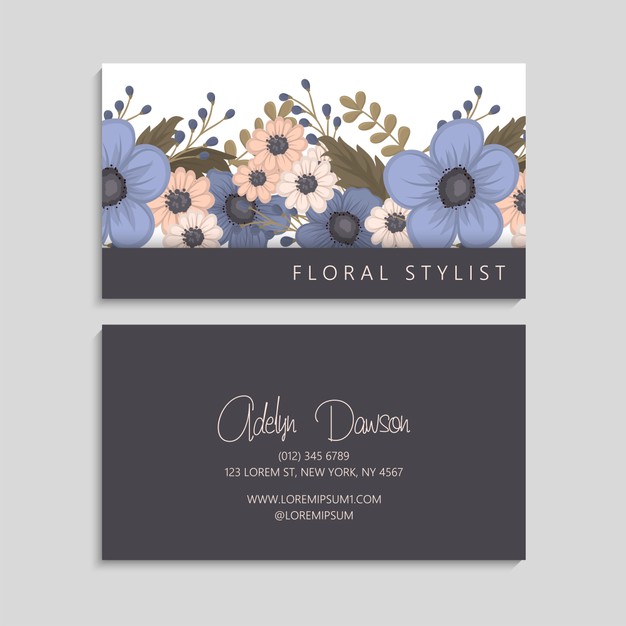 FLORAL STYLIST
Adelyn Dawson
(012) 345 6789
123 LOREM ST, NEW YORK, NY 4567
WWW.LOREMIPSUM1.COM
@LOREMIPSUM